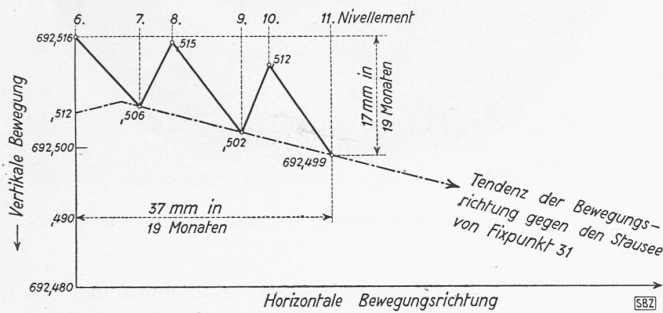 6. 7. 8. 9. 10. 11. Nivellement
692,516
,515
,512
,512
,506
,502
692,500
692,499
17 mm in
19 Monaten
Vertikale Bewegung
,490
37 mm in
19 Monaten
Tendenz der Bewegungs-
richtung gegen den Stausee
von Fixpunkt 31
692,480
Horizontale Bewegungsrichtung
SBZ